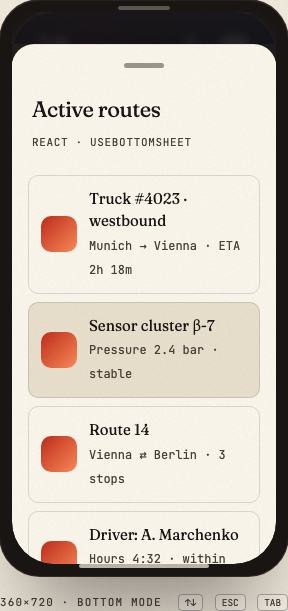 Active routes
REACT · USEBOTTOMSHEET
Truck #4023 ·
westbound
Munich → Vienna · ETA
2h 18m
Sensor cluster β-7
Pressure 2.4 bar ·
stable
Route 14
Vienna ⇄ Berlin · 3
stops
Driver: A. Marchenko
Hours 4:32 · within
360×720 · BOTTOM MODE ↑↓ ESC TAB